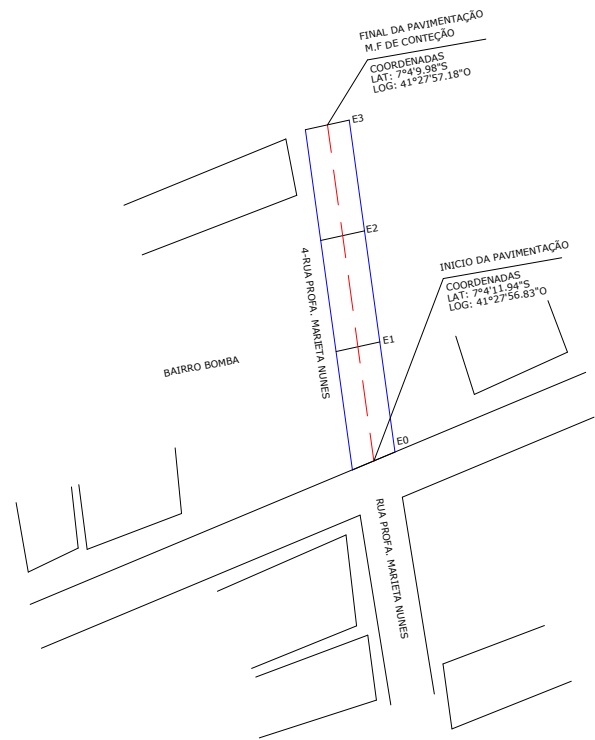 FINAL DA PAVIMENTAÇÃO
M.F DE CONTEÇÃO
COORDENADAS
LAT: 7°4'9.98"S
LOG: 41°27'57.18"O
E3
E2
INICIO DA PAVIMENTAÇÃO
COORDENADAS
LAT: 7°4'11.94"S
LOG: 41°27'56.83"O
4-RUA PROFA. MARIETA NUNES
E1
BAIRRO BOMBA
E0
RUA PROFA. MARIETA NUNES